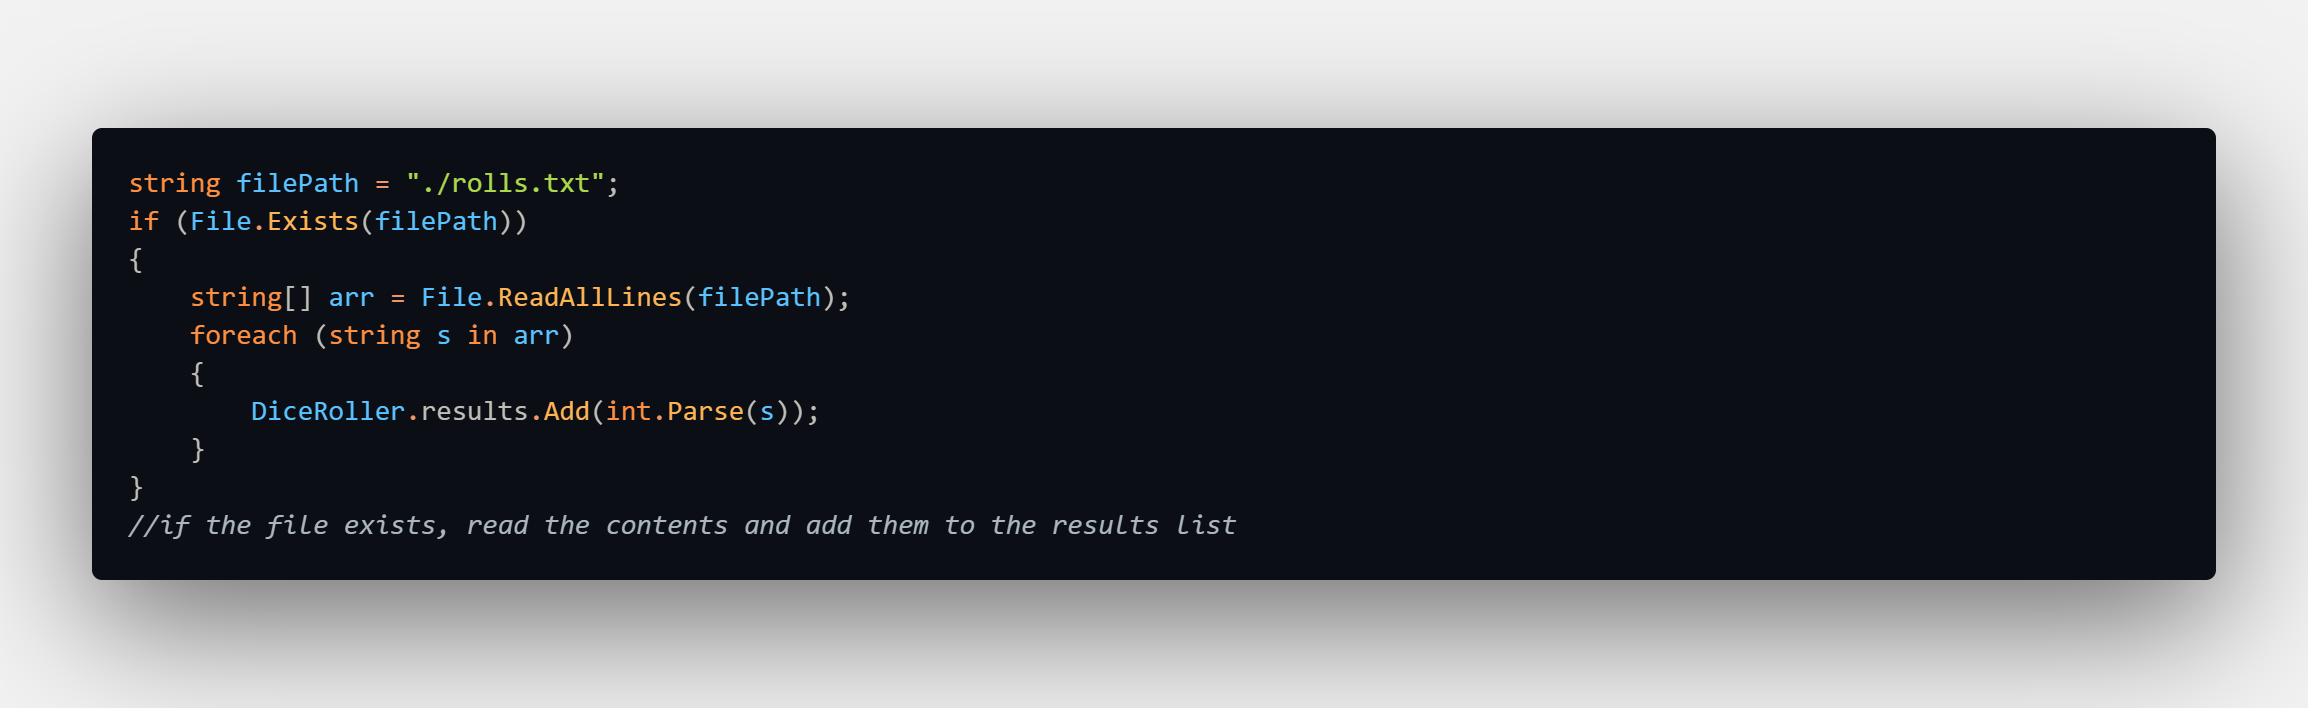 string filePath = "./rolls.txt";
if (File.Exists(filePath))
{
    string[] arr = File.ReadAllLines(filePath);
    foreach (string s in arr)
    {
        DiceRoller.results.Add(int.Parse(s));
    }
}
//if the file exists, read the contents and add them to the results list